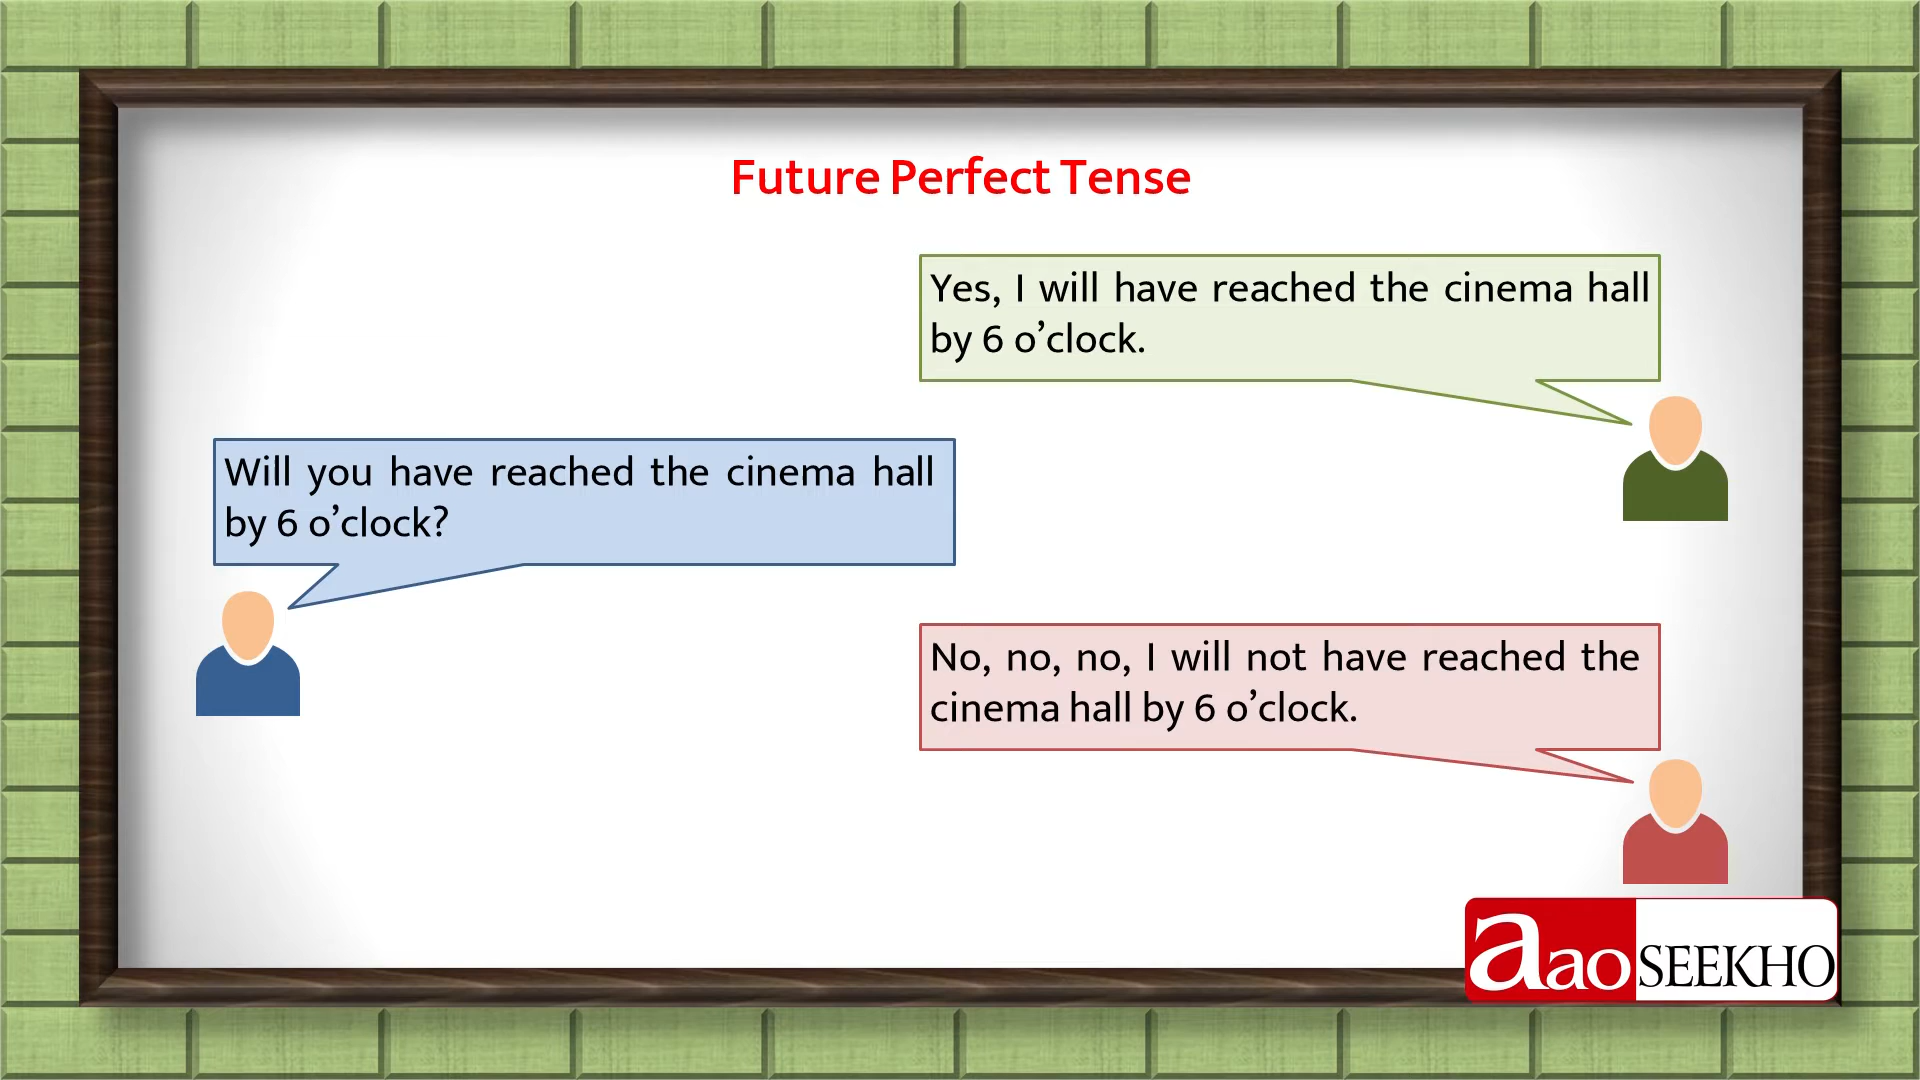 Future Perfect Tense
Yes, I will have reached the cinema hall
by 6 o’clock.
Will you have reached the cinema hall
by 6 o’clock?
No, no, no, I will not have reached the
cinema hall by 6 o’clock.
aao SEEKHO